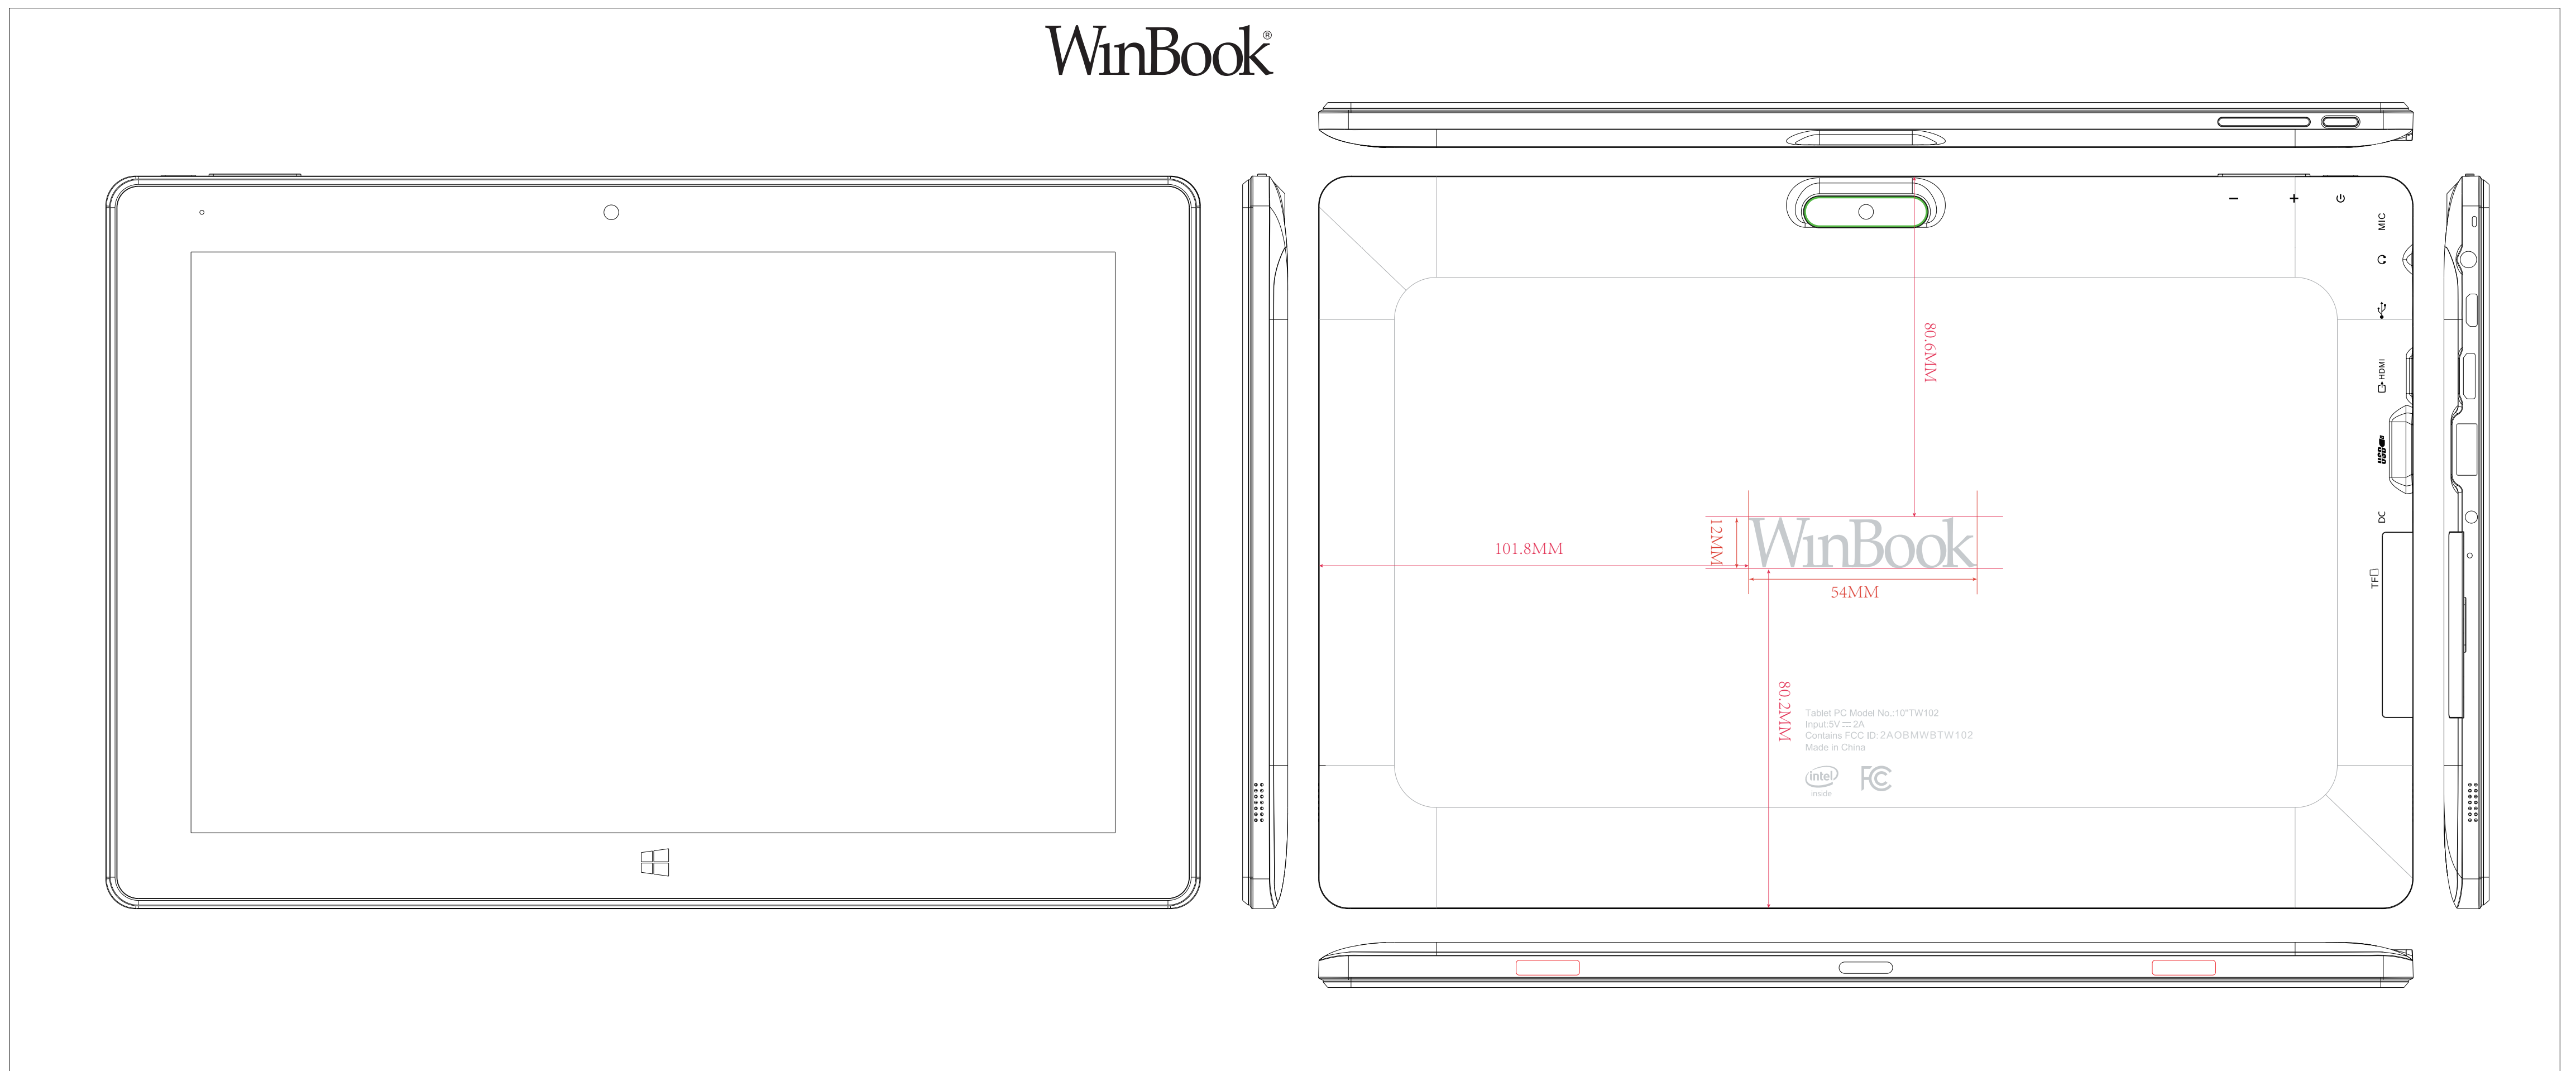 WinBook®
− + 
MIC
80.6MM
HDMI
USB
12MM
WinBook
101.8MM
DC
54MM
TF
80.2MM
Tablet PC Model No.:10"TW102
Input:5V⎓2A
Contains FCC ID: 2AOBMWBTW102
Made in China
intel
inside
FC